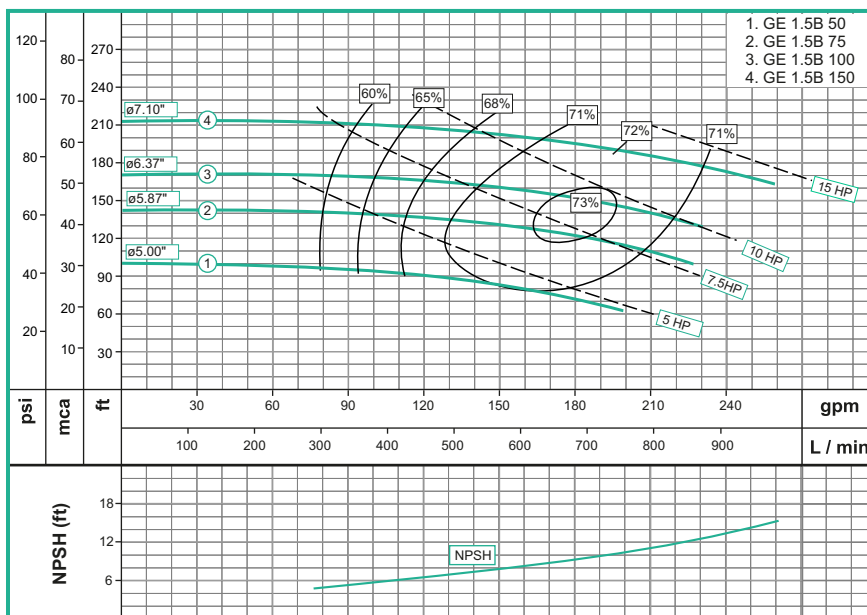 1. GE 1.5B 50
2. GE 1.5B 75
3. GE 1.5B 100
4. GE 1.5B 150
120
100
80
60
40
20
psi
80
70
60
50
40
30
20
10
mca
270
240
210
180
150
120
90
60
30
ft
ø7.10"
4
ø6.37"
3
ø5.87"
2
ø5.00"
1
60%
65%
68%
71%
72%
71%
73%
15 HP
10 HP
7.5HP
5 HP
30 60 90 120 150 180 210 240 gpm
100 200 300 400 500 600 700 800 900 L / min
NPSH (ft)
18
12
6
NPSH